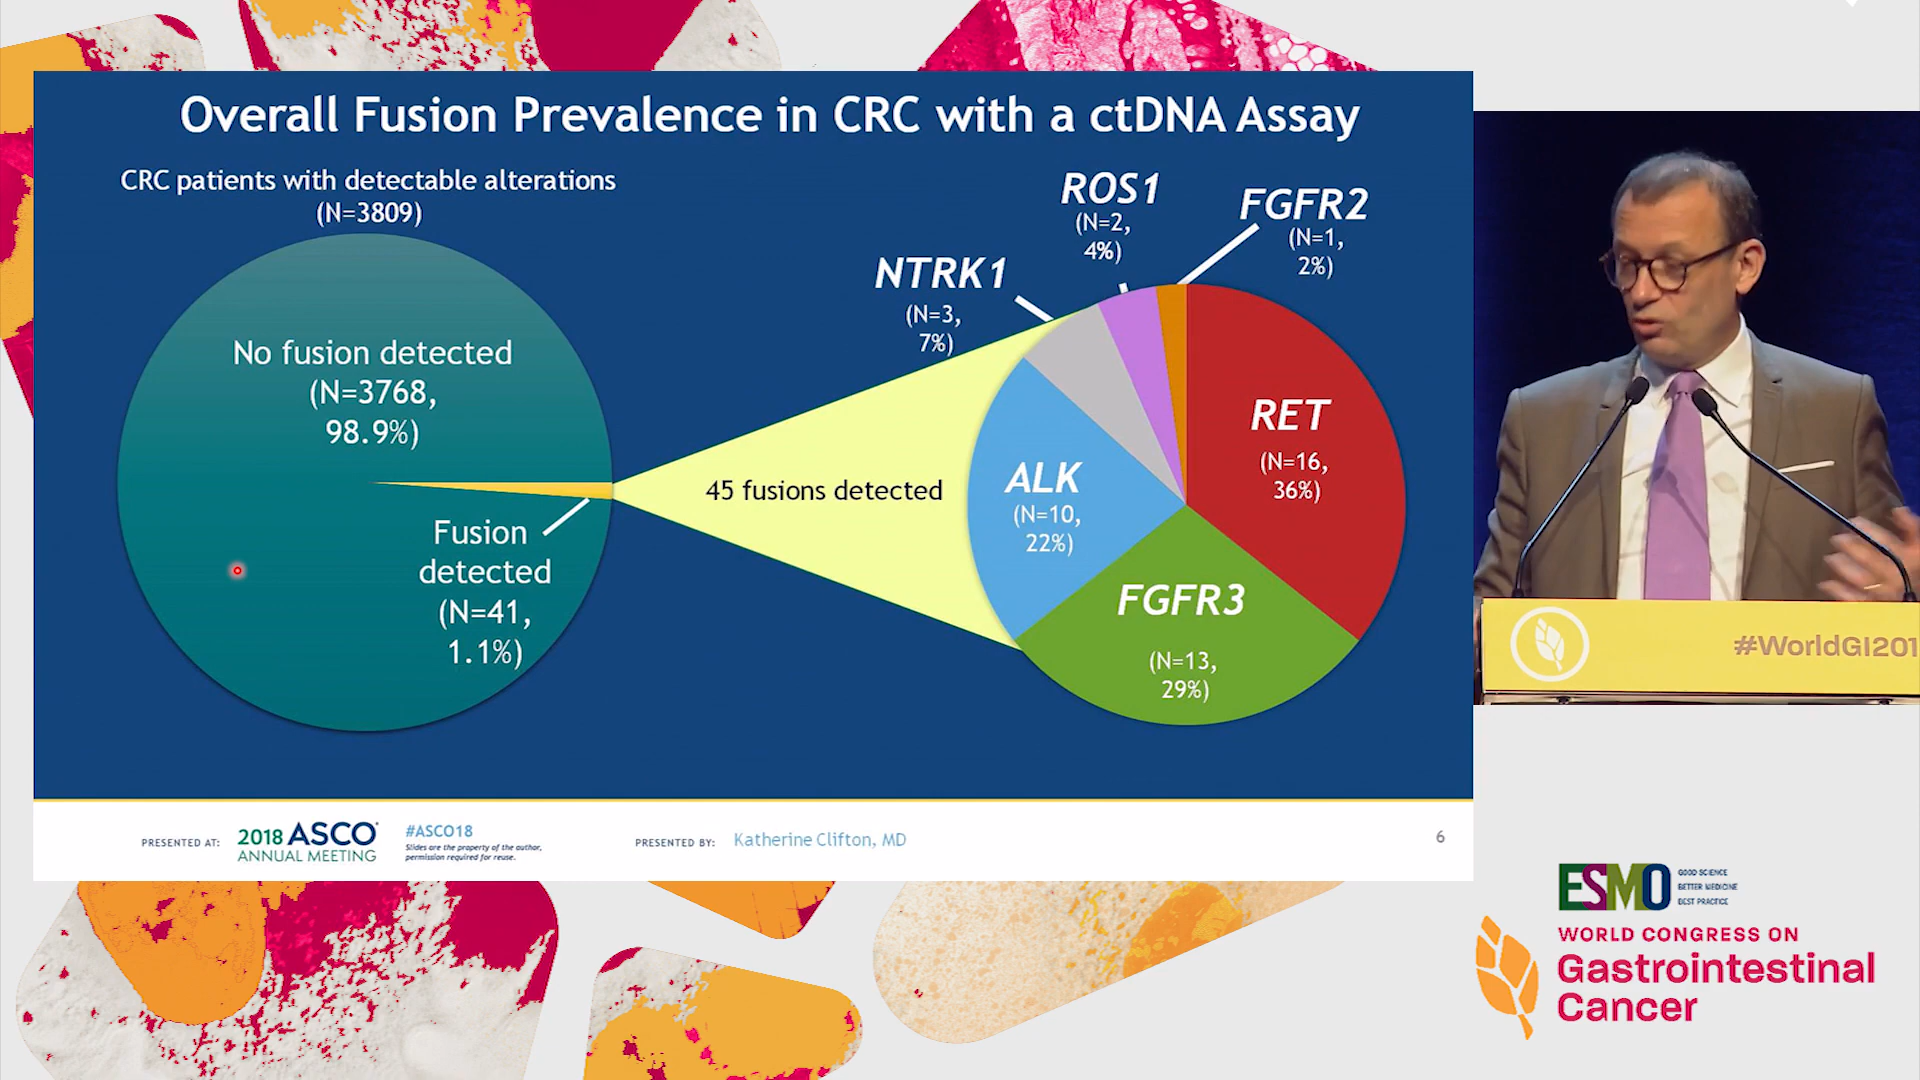 Overall Fusion Prevalence in CRC with a ctDNA Assay
CRC patients with detectable alterations
(N=3809)
No fusion detected
(N=3768,
98.9%)
Fusion
detected
(N=41,
1.1%)
45 fusions detected
NTRK1
(N=3,
7%)
ROS1
(N=2,
4%)
FGFR2
(N=1,
2%)
ALK
(N=10,
22%)
RET
(N=16,
36%)
FGFR3
(N=13,
29%)
PRESENTED AT:
2018 ASCO
ANNUAL MEETING
#ASCO18
Slides are the property of the author,
permission required for reuse.
PRESENTED BY:
Katherine Clifton, MD
6
#WorldGI201
ESMO
GOOD SCIENCE
BETTER MEDICINE
BEST PRACTICE
WORLD CONGRESS ON
Gastrointestinal
Cancer